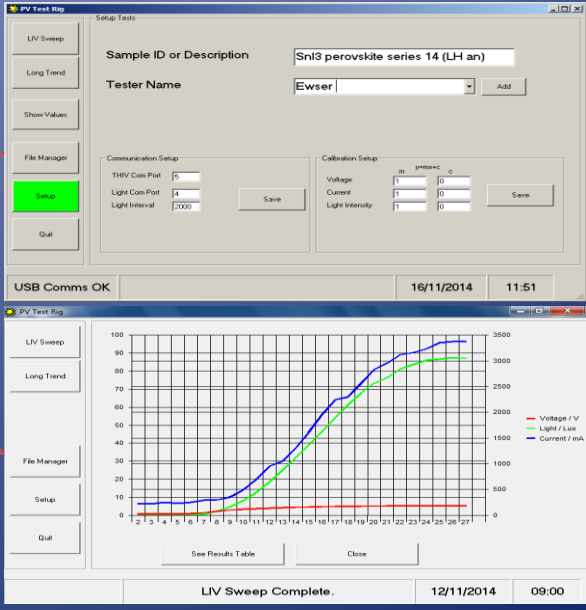 PV Test Rig
Setup Tests
LIV Sweep
Long Trend
Show Values
File Manager
Setup
Quit
Sample ID or Description
SnI3 perovskite series 14 (LH an)
Tester Name
Ewser
Add
Communication Setup
THIV Com Port 5
Light Com Port 4
Light Interval 2000
Save
Calibration Setup
y=mx+c
m c
Voltage 1 0
Current 1 0
Light Intensity 1 0
Save
USB Comms OK
16/11/2014
11:51
PV Test Rig
LIV Sweep
Long Trend
File Manager
Setup
Quit
100
90
80
70
60
50
40
30
20
10
0
3500
3000
2500
2000
1500
1000
500
0
2 3 4 5 6 7 8 9 10 11 12 13 14 15 16 17 18 19 20 21 22 23 24 25 26 27
Voltage / V
Light / Lux
Current / mA
See Results Table
Close
LIV Sweep Complete.
12/11/2014
09:00